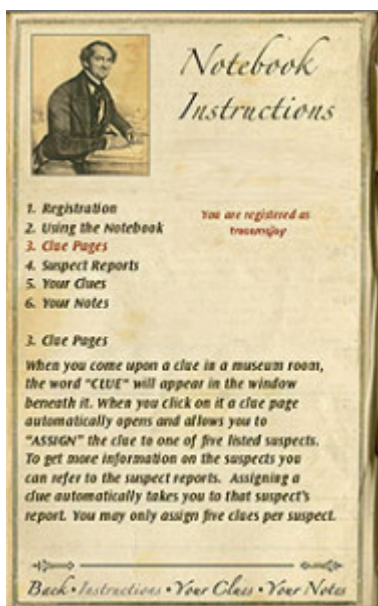 Notebook
Instructions
1. Registration
2. Using the Notebook
3. Clue Pages
4. Suspect Reports
5. Your Clues
6. Your Notes
You are registered as
3. Clue Pages
When you come upon a clue in a museum room,
the word "CLUE" will appear in the window
beneath it. When you click on it a clue page
automatically opens and allows you to
"ASSIGN" the clue to one of five listed suspects.
To get more information on the suspects you
can refer to the suspect reports. Assigning a
clue automatically takes you to that suspect's
report. You may only assign five clues per suspect.
Back • Instructions • Your Clues • Your Notes